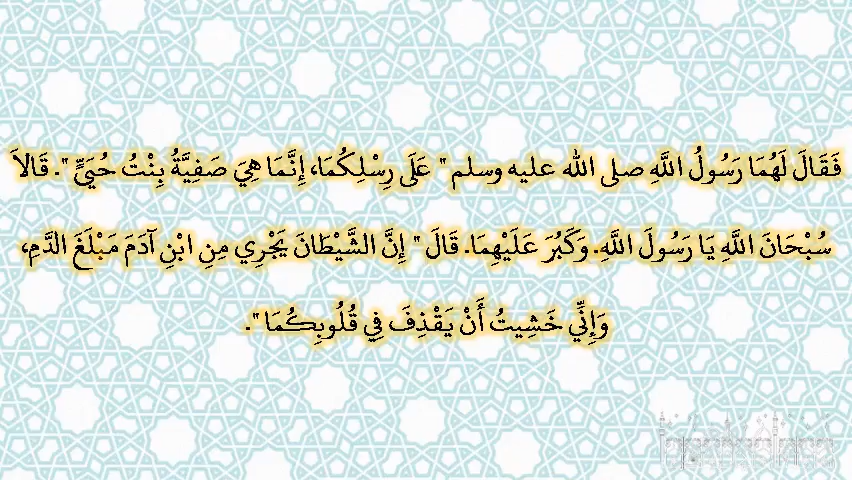 فَقَالَ لَهُمَا رَسُولُ اللَّهِ صلى الله عليه وسلم " عَلَى رِسْلِكُمَا، إِنَّمَا هِيَ صَفِيَّةُ بِنْتُ حُيَىٍّ ". قَالاَ
سُبْحَانَ اللَّهِ يَا رَسُولَ اللَّهِ. وَكَبُرَ عَلَيْهِمَا. قَالَ " إِنَّ الشَّيْطَانَ يَجْرِي مِنِ ابْنِ آدَمَ مَبْلَغَ الدَّمِ،
وَإِنِّي خَشِيتُ أَنْ يَقْذِفَ فِي قُلُوبِكُمَا ".